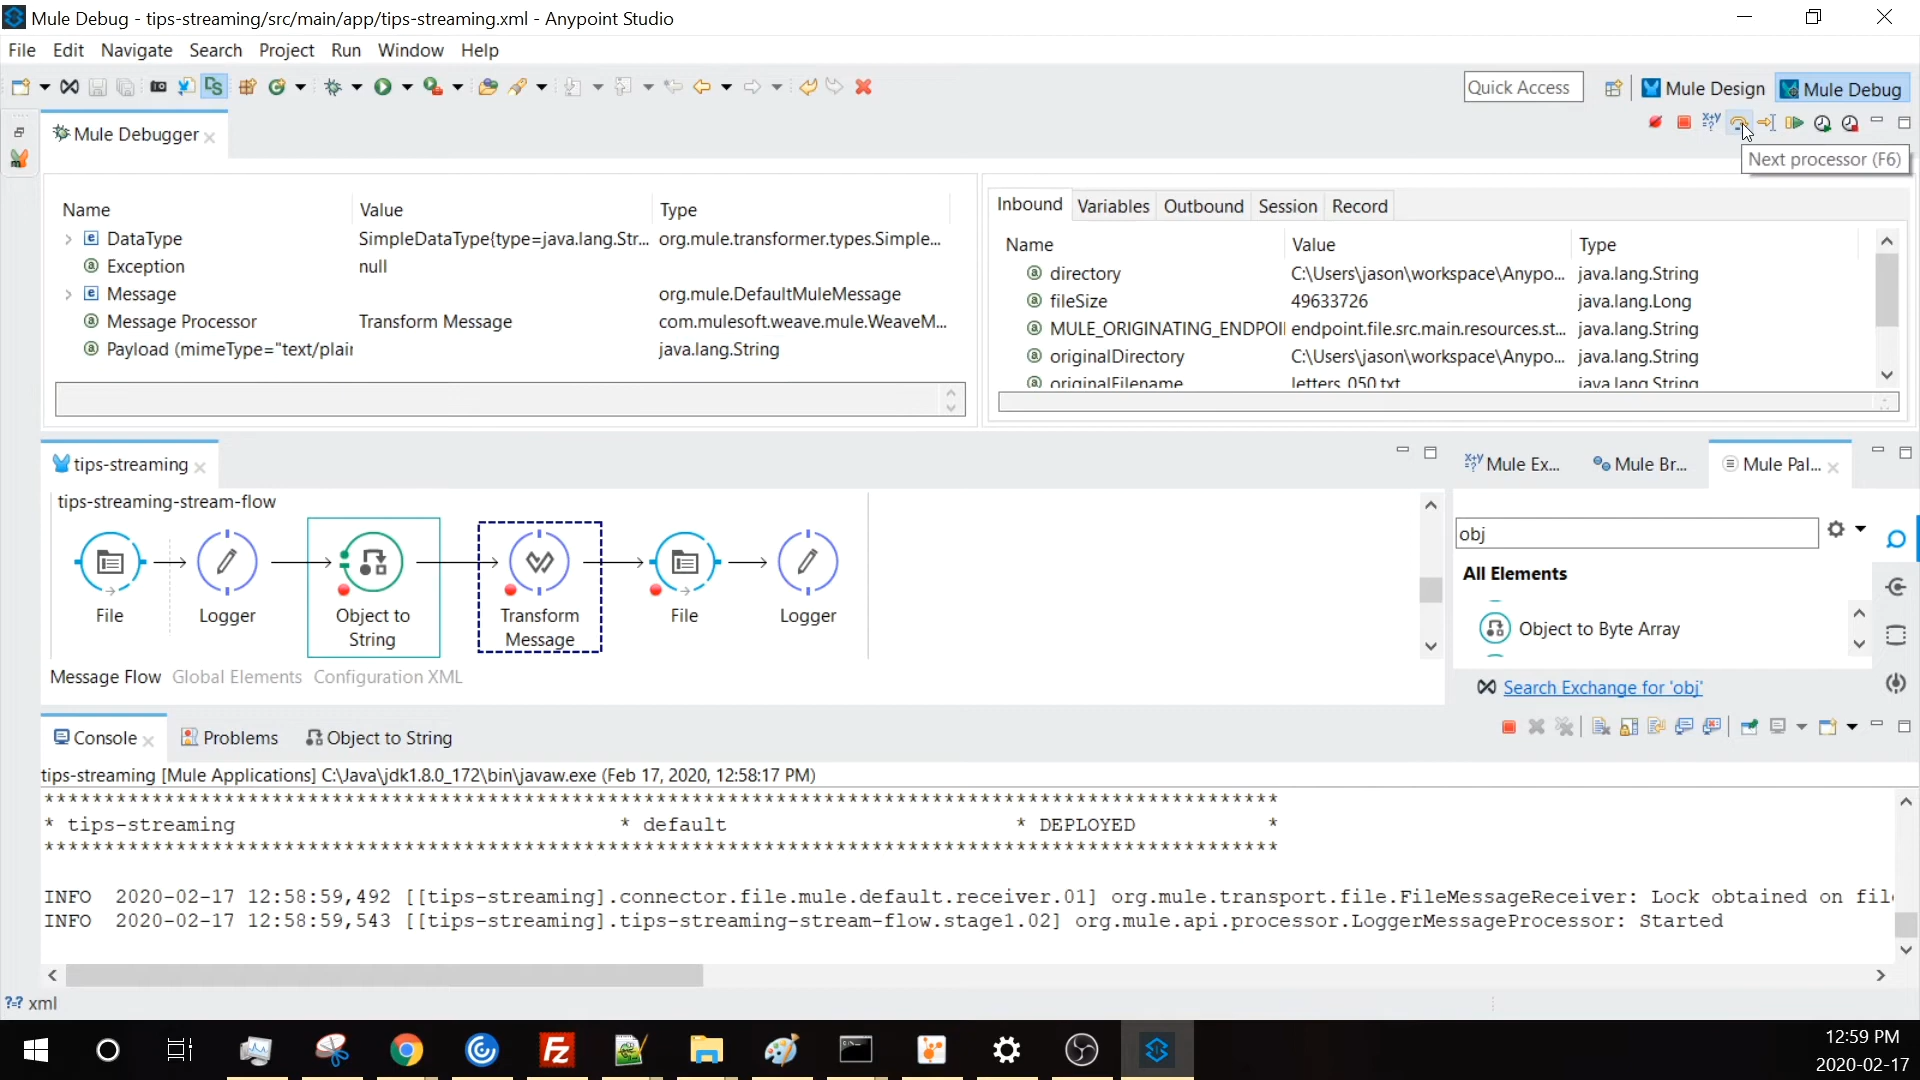 Mule Debug - tips-streaming/src/main/app/tips-streaming.xml - Anypoint Studio
File Edit Navigate Search Project Run Window Help
Quick Access Mule Design Mule Debug
Mule Debugger
Next processor (F6)
Name Value Type
DataType SimpleDataType{type=java.lang.Str... org.mule.transformer.types.Simple...
Exception null
Message org.mule.DefaultMuleMessage
Message Processor Transform Message com.mulesoft.weave.mule.WeaveM...
Payload (mimeType="text/plain java.lang.String
Inbound Variables Outbound Session Record
Name Value Type
directory C:\Users\jason\workspace\Anypo... java.lang.String
fileSize 49633726 java.lang.Long
MULE_ORIGINATING_ENDPOI endpoint.file.src.main.resources.st... java.lang.String
originalDirectory C:\Users\jason\workspace\Anypo... java.lang.String
originalFilename letters_050.txt java.lang.String
tips-streaming
tips-streaming-stream-flow
File
Logger
Object to
String
Transform
Message
File
Logger
Message Flow Global Elements Configuration XML
Mule Ex... Mule Br... Mule Pal...
obj
All Elements
Object to Byte Array
Search Exchange for 'obj'
Console Problems Object to String
tips-streaming [Mule Applications] C:\Java\jdk1.8.0_172\bin\javaw.exe (Feb 17, 2020, 12:58:17 PM)
* tips-streaming * default * DEPLOYED *
INFO 2020-02-17 12:58:59,492 [[tips-streaming].connector.file.mule.default.receiver.01] org.mule.transport.file.FileMessageReceiver: Lock obtained on fil
INFO 2020-02-17 12:58:59,543 [[tips-streaming].tips-streaming-stream-flow.stage1.02] org.mule.api.processor.LoggerMessageProcessor: Started
xml
12:59 PM
2020-02-17